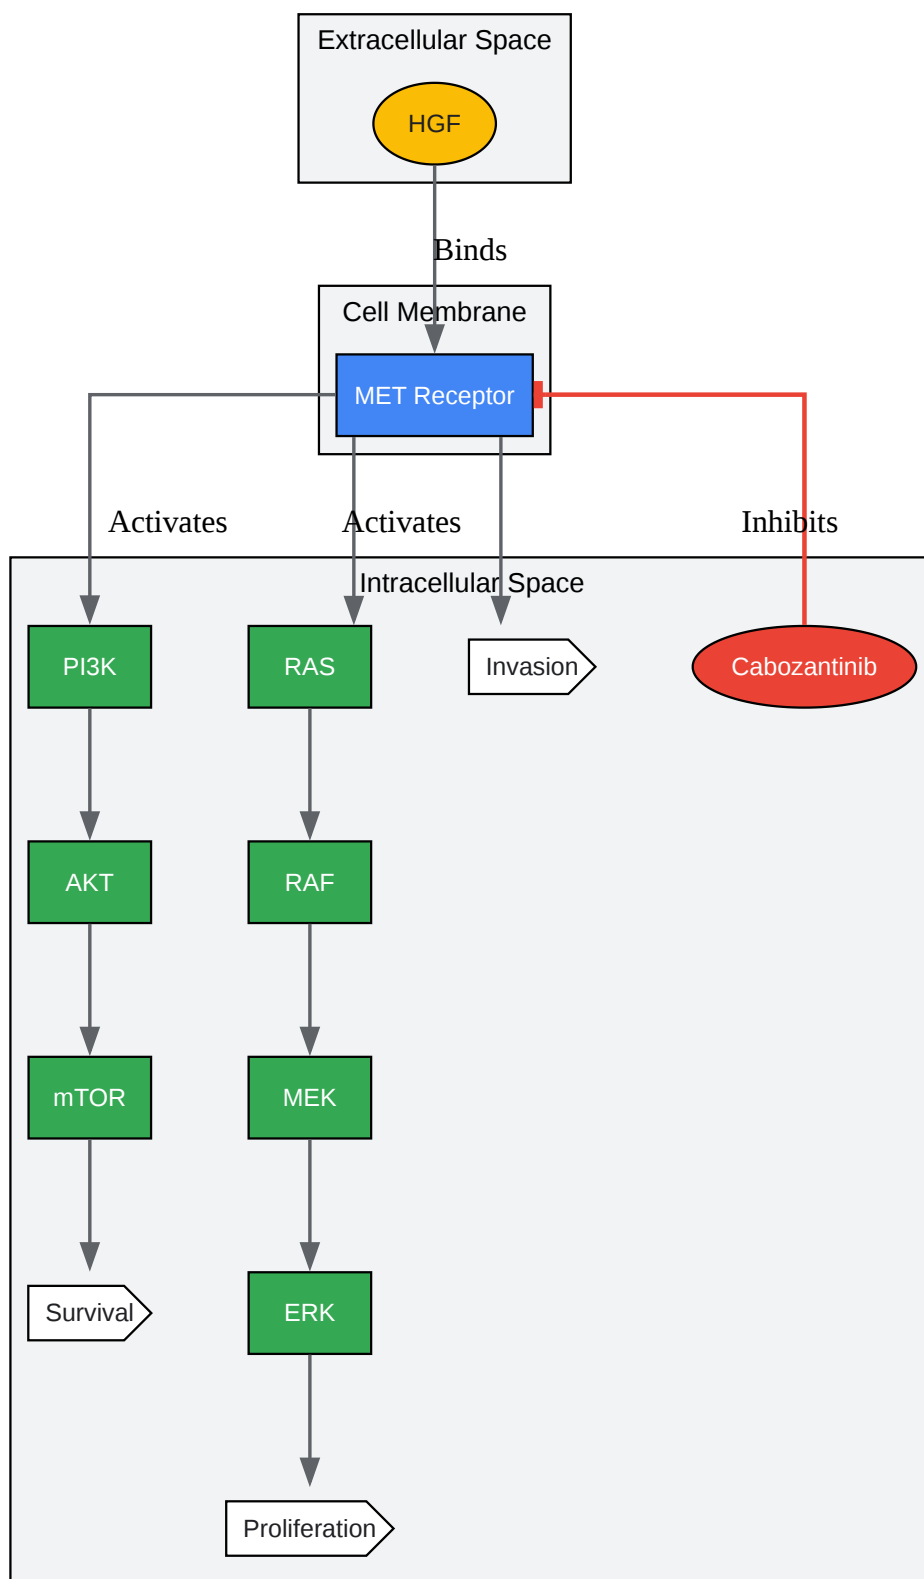 Extracellular Space
HGF
Binds
Cell Membrane
MET Receptor
Activates
Activates
Inhibits
Intracellular Space
PI3K
RAS
Invasion
Cabozantinib
AKT
RAF
mTOR
MEK
Survival
ERK
Proliferation